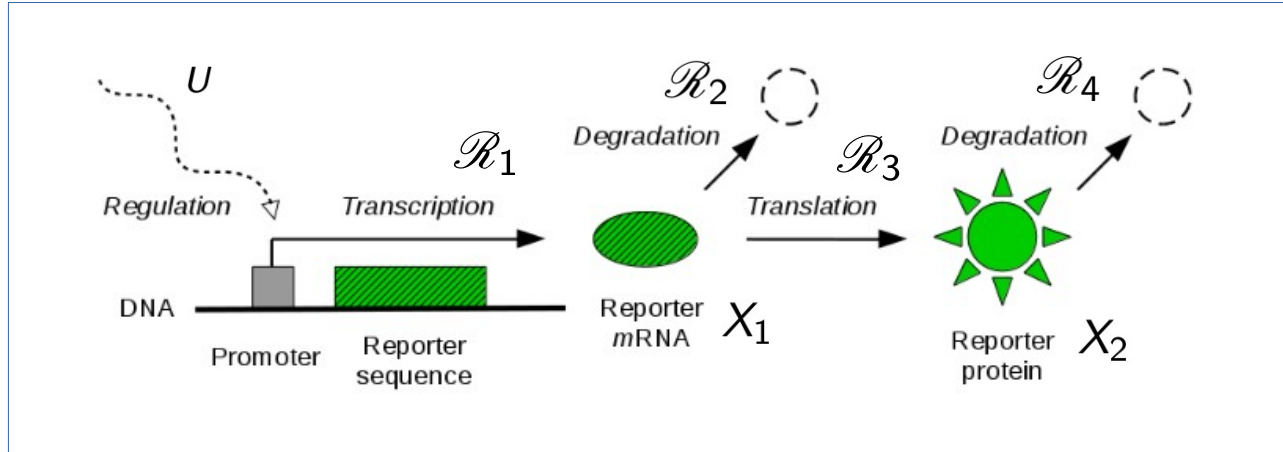 U
ℛ2
ℛ4
Degradation
Degradation
ℛ1
ℛ3
Regulation
Transcription
Translation
DNA
Reporter
mRNA
X1
Promoter
Reporter
sequence
Reporter
protein
X2